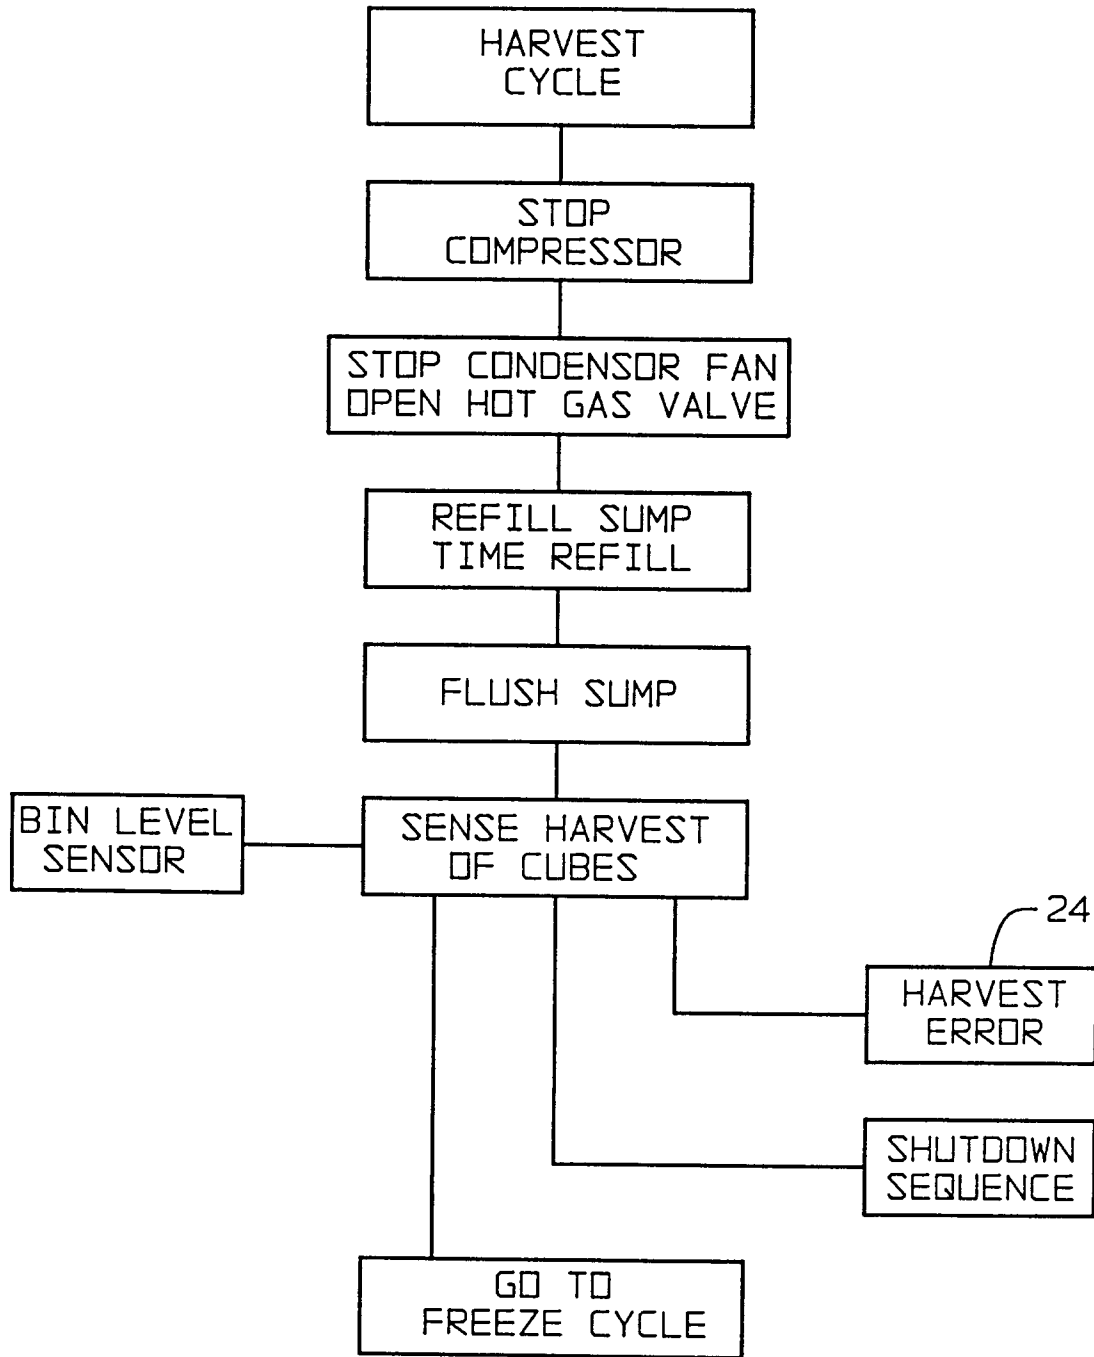 HARVEST
CYCLE
STOP
COMPRESSOR
STOP CONDENSOR FAN
OPEN HOT GAS VALVE
REFILL SUMP
TIME REFILL
FLUSH SUMP
BIN LEVEL
SENSOR
SENSE HARVEST
OF CUBES
24
HARVEST
ERROR
SHUTDOWN
SEQUENCE
GO TO
FREEZE CYCLE